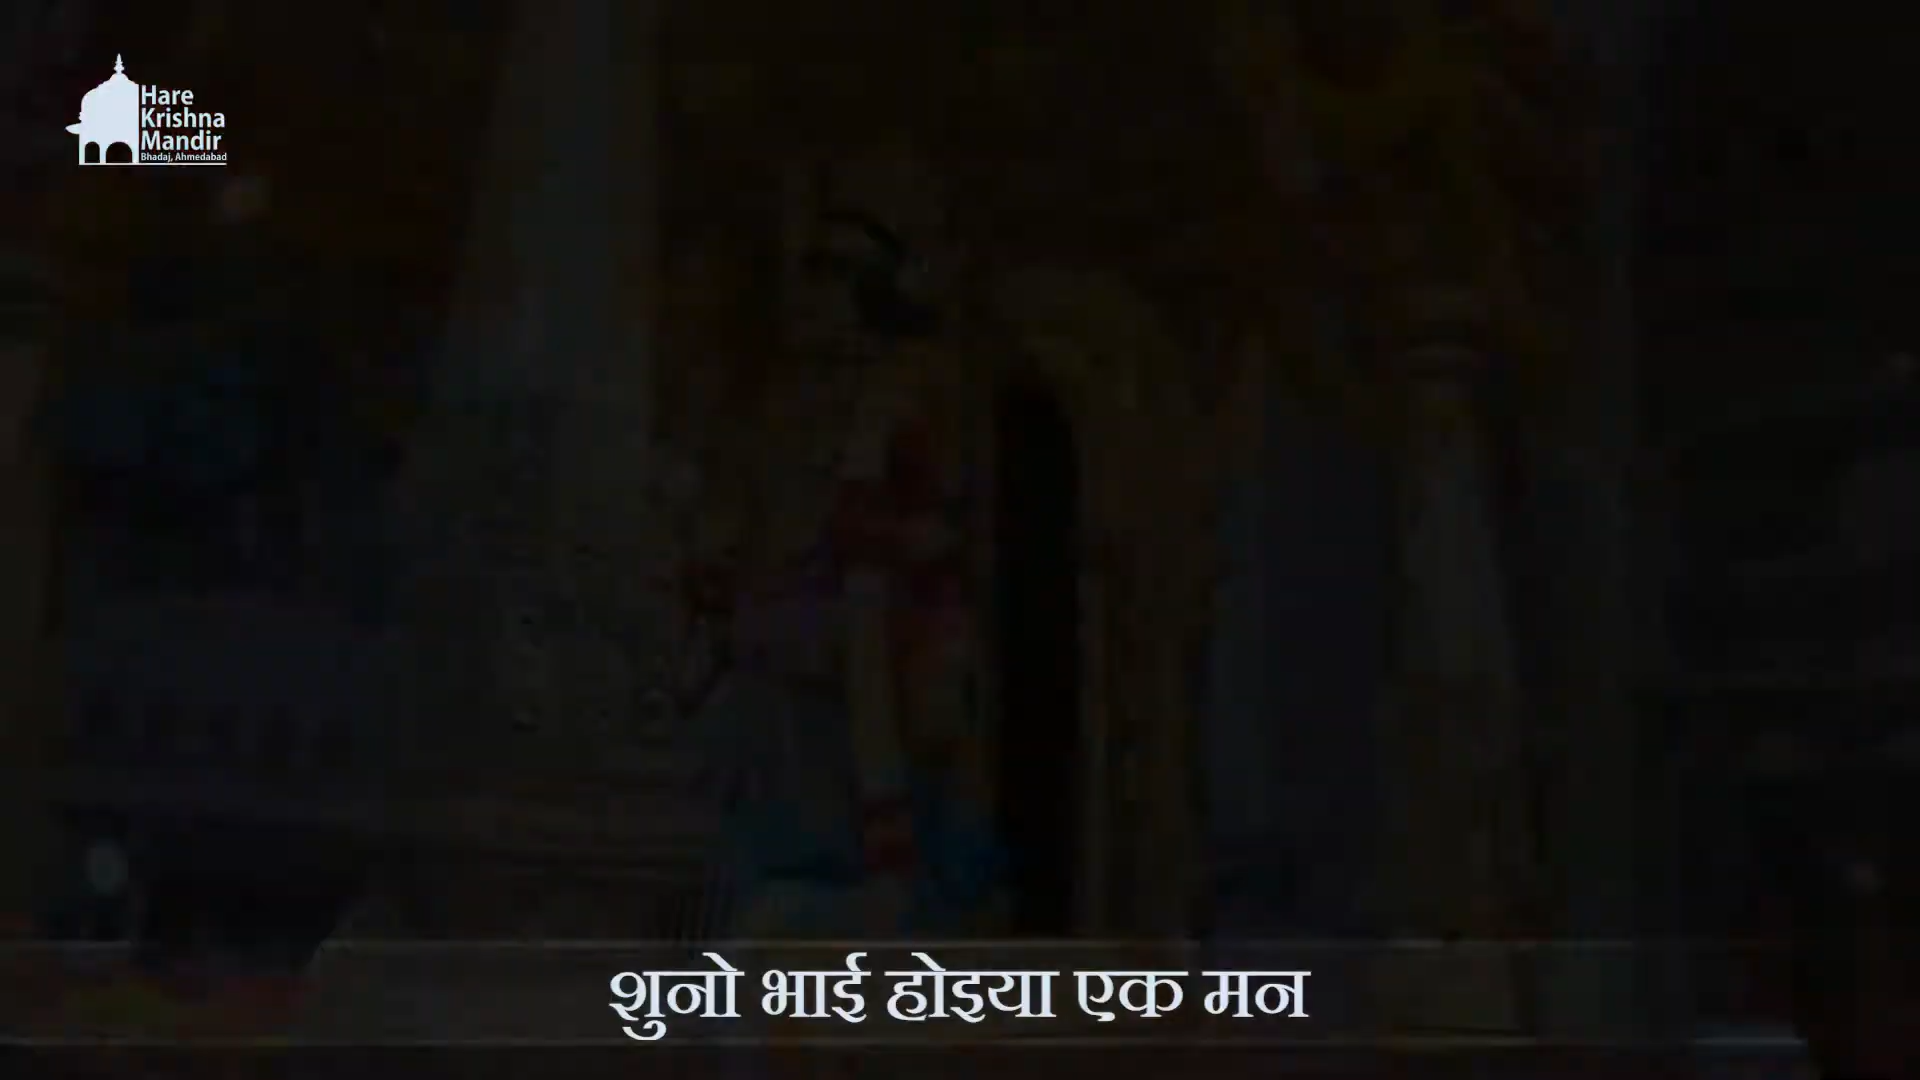 Hare
Krishna
Mandir
Bhadaj, Ahmedabad
शुनो भाई होइया एक मन